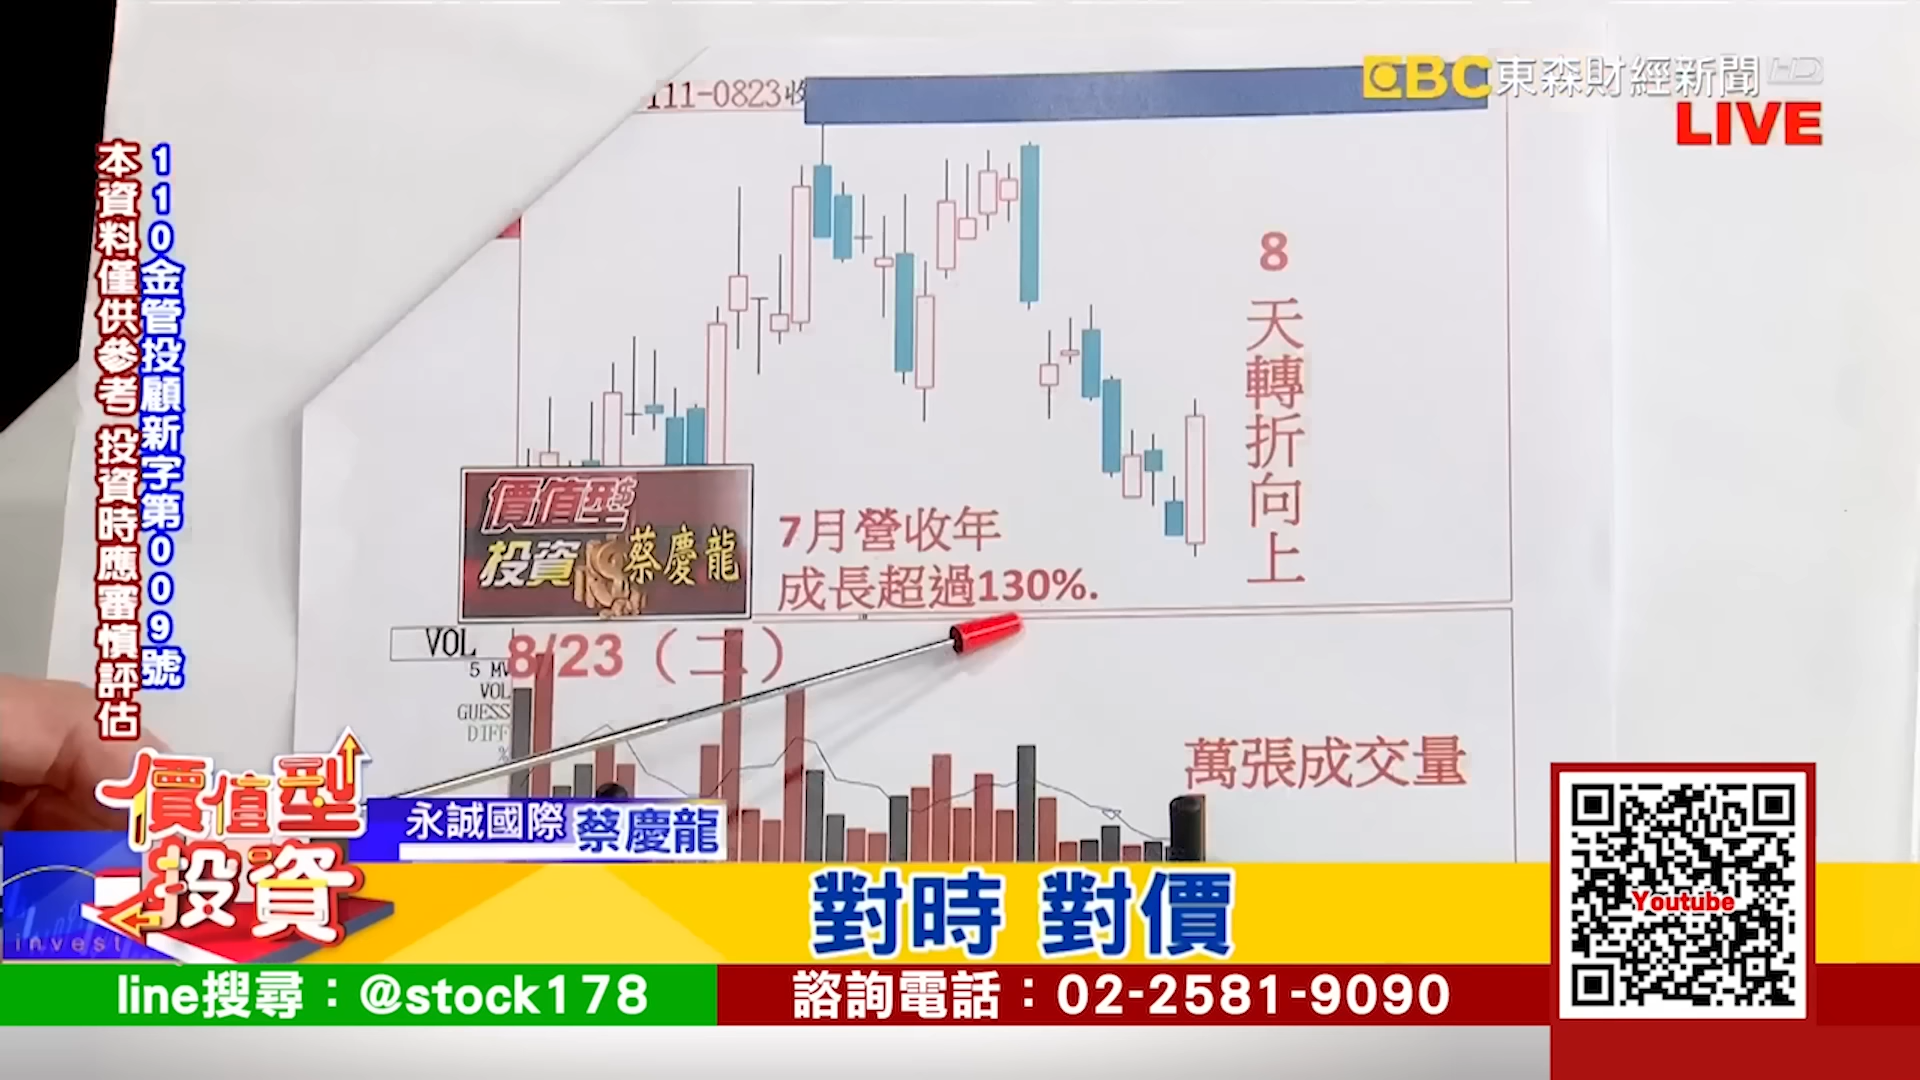 EBC東森財經新聞 HD
LIVE
111-0823收
本資料僅供參考 投資時應審慎評估
110金管投顧新字第009號
8天轉折向上
價值型
投資 蔡慶龍
7月營收年
成長超過130%.
VOL
8/23（二）
5 MV
VOL
GUESS
DIFF
%
萬張成交量
價值型
投資
invest
永誠國際 蔡慶龍
對時 對價
Youtube
line搜尋：@stock178
諮詢電話：02-2581-9090